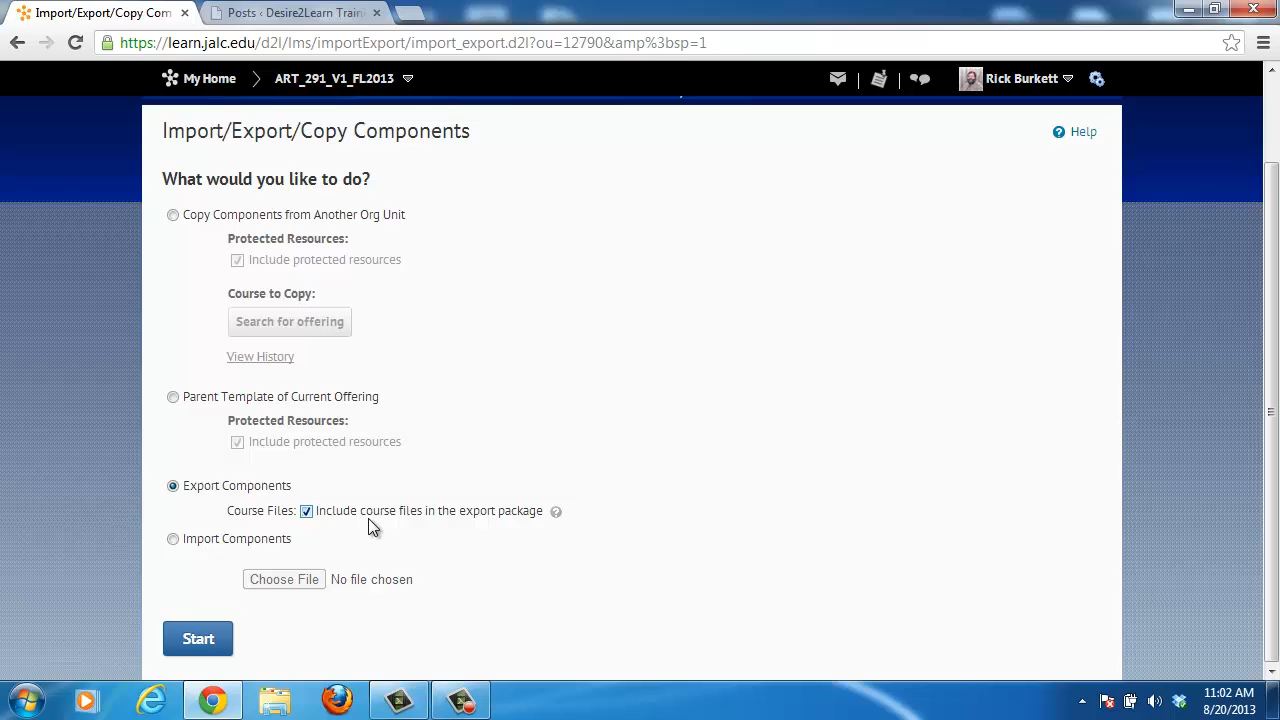 Import/Export/Copy Com
Posts ‹ Desire2Learn Traini
https://learn.jalc.edu/d2l/lms/importExport/import_export.d2l?ou=12790&amp%3bsp=1
My Home
ART_291_V1_FL2013
Rick Burkett
Import/Export/Copy Components
Help
What would you like to do?
Copy Components from Another Org Unit
Protected Resources:
Include protected resources
Course to Copy:
Search for offering
View History
Parent Template of Current Offering
Protected Resources:
Include protected resources
Export Components
Course Files: Include course files in the export package
Import Components
Choose File No file chosen
Start
11:02 AM
8/20/2013